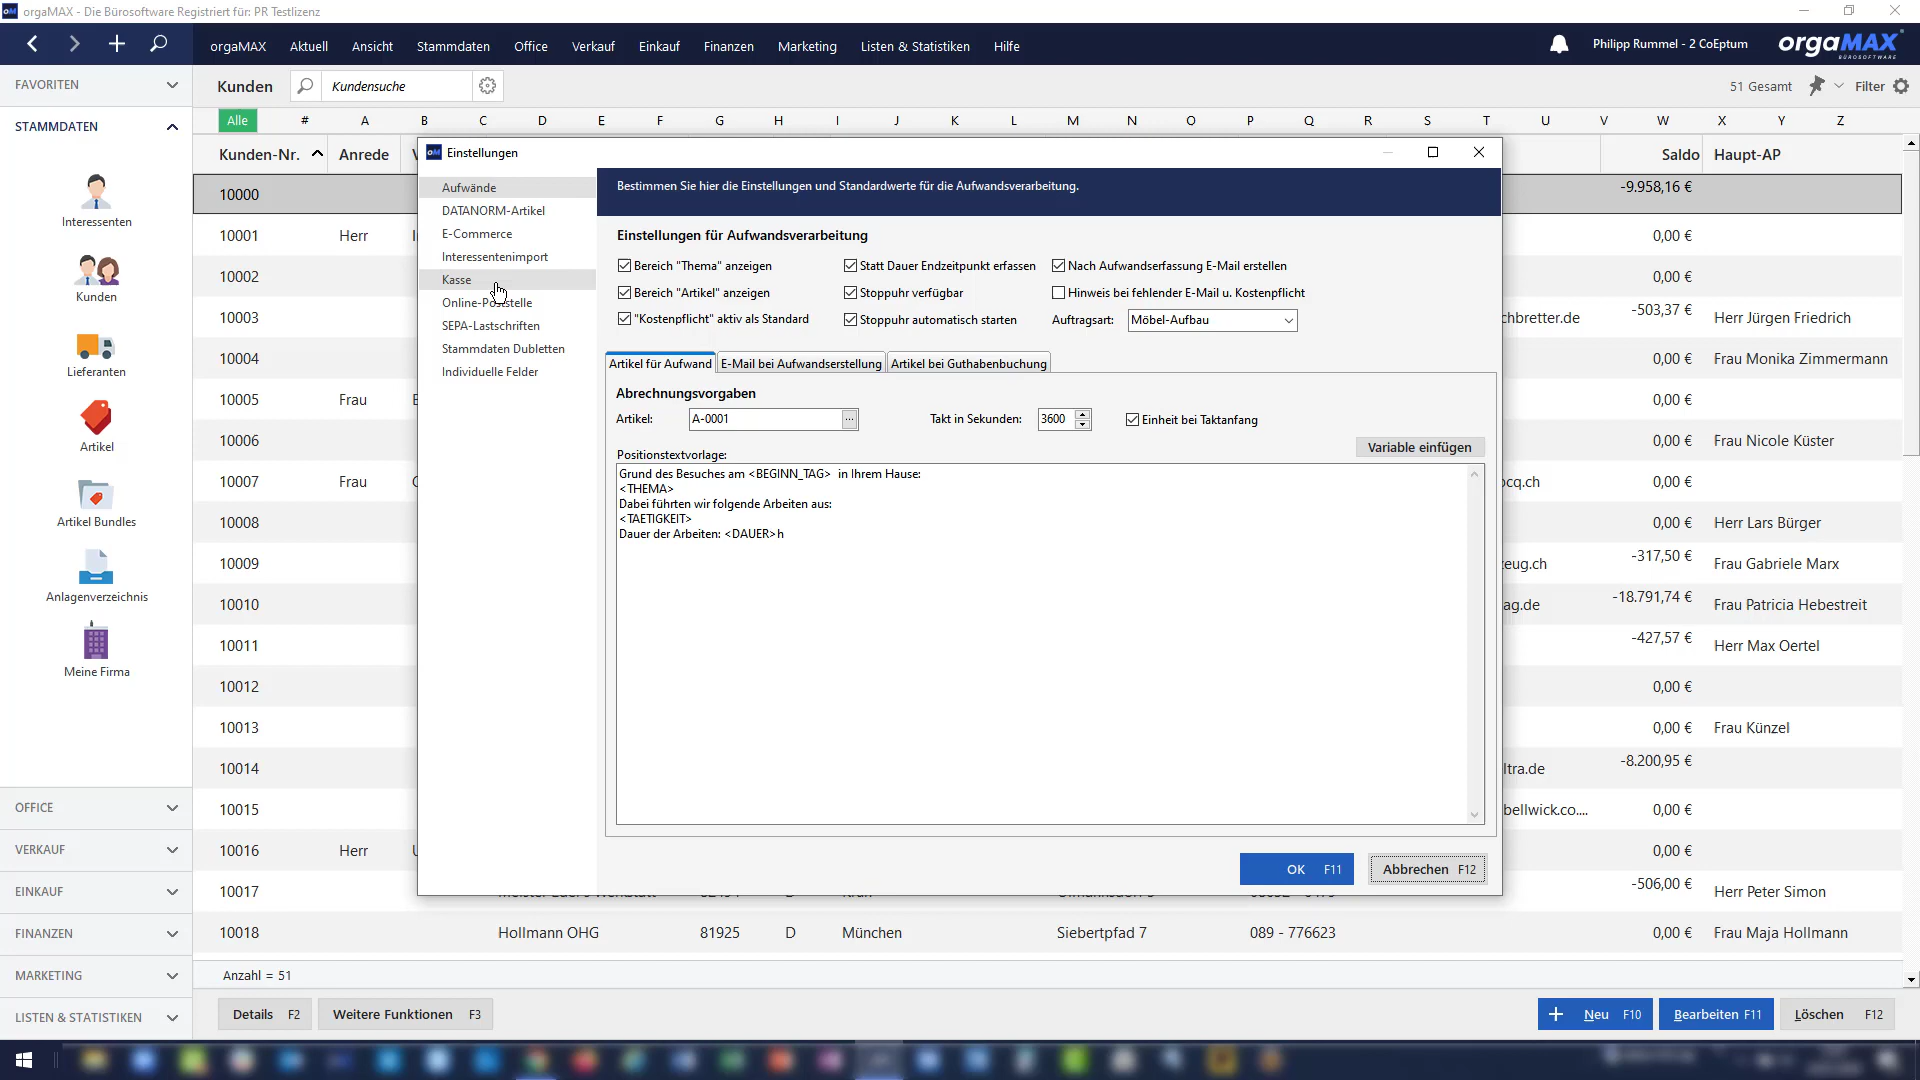 orgaMAX - Die Bürosoftware Registriert für: PR Testlizenz
orgaMAX Aktuell Ansicht Stammdaten Office Verkauf Einkauf Finanzen Marketing Listen & Statistiken Hilfe
Philipp Rummel - 2 CoEptum
orgaMAX
BÜROSOFTWARE
FAVORITEN
Kunden
Kundensuche
51 Gesamt
Filter
STAMMDATEN
Alle # A B C D E F G H I J K L M N O P Q R S T U V W X Y Z
Kunden-Nr. Anrede
Saldo Haupt-AP
Einstellungen
Interessenten
Kunden
Lieferanten
Artikel
Artikel Bundles
Anlagenverzeichnis
Meine Firma
OFFICE
VERKAUF
EINKAUF
FINANZEN
MARKETING
LISTEN & STATISTIKEN
Aufwände
DATANORM-Artikel
E-Commerce
Interessentenimport
Kasse
Online-Poststelle
SEPA-Lastschriften
Stammdaten Dubletten
Individuelle Felder
Bestimmen Sie hier die Einstellungen und Standardwerte für die Aufwandsverarbeitung.
Einstellungen für Aufwandsverarbeitung
Bereich "Thema" anzeigen
Statt Dauer Endzeitpunkt erfassen
Nach Aufwandserfassung E-Mail erstellen
Bereich "Artikel" anzeigen
Stoppuhr verfügbar
Hinweis bei fehlender E-Mail u. Kostenpflicht
"Kostenpflicht" aktiv als Standard
Stoppuhr automatisch starten
Auftragsart: Möbel-Aufbau
Artikel für Aufwand
E-Mail bei Aufwandserstellung
Artikel bei Guthabenbuchung
Abrechnungsvorgaben
Artikel: A-0001 ...
Takt in Sekunden: 3600
Einheit bei Taktanfang
Variable einfügen
Positionstextvorlage:
Grund des Besuches am <BEGINN_TAG> in Ihrem Hause:
<THEMA>
Dabei führten wir folgende Arbeiten aus:
<TAETIGKEIT>
Dauer der Arbeiten: <DAUER>h
OK F11
Abbrechen F12
10000 -9.958,16 €
10001 Herr 0,00 €
10002 0,00 €
10003 chbretter.de -503,37 € Herr Jürgen Friedrich
10004 0,00 € Frau Monika Zimmermann
10005 Frau 0,00 €
10006 0,00 € Frau Nicole Küster
10007 Frau ocq.ch 0,00 €
10008 0,00 € Herr Lars Bürger
10009 zeug.ch -317,50 € Frau Gabriele Marx
10010 ag.de -18.791,74 € Frau Patricia Hebestreit
10011 -427,57 € Herr Max Oertel
10012 0,00 €
10013 0,00 € Frau Künzel
10014 ltra.de -8.200,95 €
10015 bellwick.co.... 0,00 €
10016 Herr 0,00 €
10017 -506,00 € Herr Peter Simon
10018 Hollmann OHG 81925 D München Siebertpfad 7 089 - 776623 0,00 € Frau Maja Hollmann
Anzahl = 51
Details F2
Weitere Funktionen F3
Neu F10
Bearbeiten F11
Löschen F12